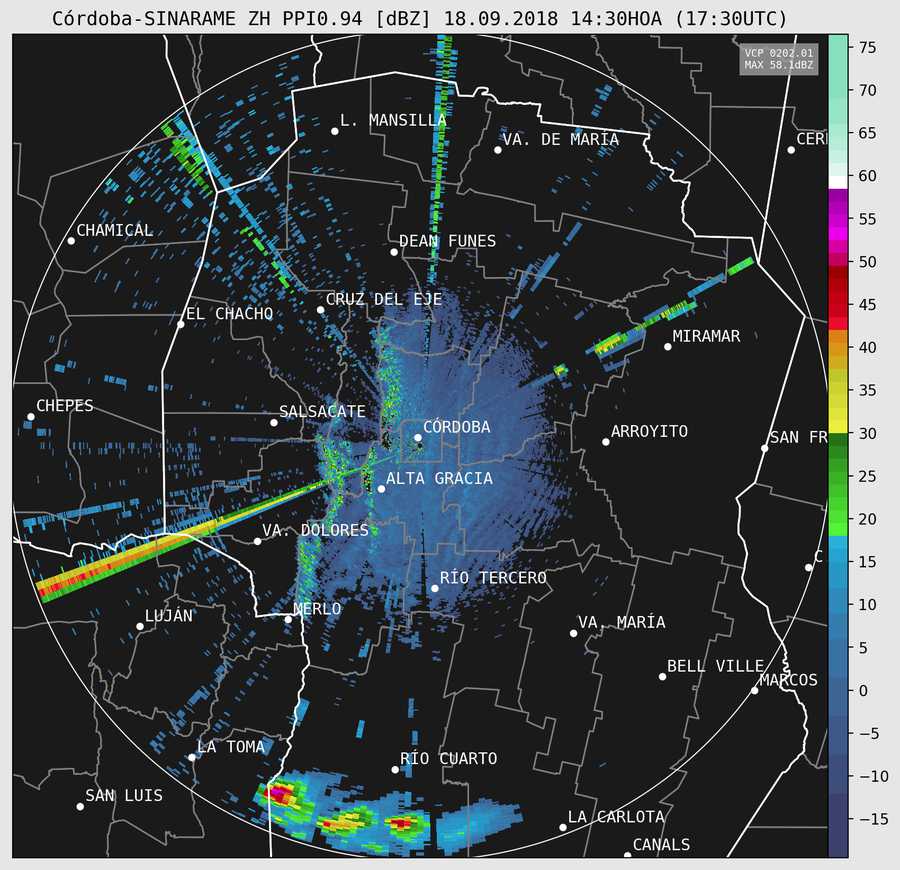 Córdoba-SINARAME ZH PPI0.94 [dBZ] 18.09.2018 14:30HOA (17:30UTC)
VCP 0202.01
MAX 58.1dBZ
75
70
65
60
55
50
45
40
35
30
25
20
15
10
5
0
−5
−10
−15
L. MANSILLA
VA. DE MARÍA
CER
CHAMICAL
DEAN FUNES
CRUZ DEL EJE
EL CHACHO
MIRAMAR
CHEPES
SALSACATE
CÓRDOBA
ARROYITO
SAN FR
ALTA GRACIA
VA. DOLORES
C
RÍO TERCERO
LUJÁN
MERLO
VA. MARÍA
BELL VILLE
MARCOS
LA TOMA
RÍO CUARTO
SAN LUIS
LA CARLOTA
CANALS